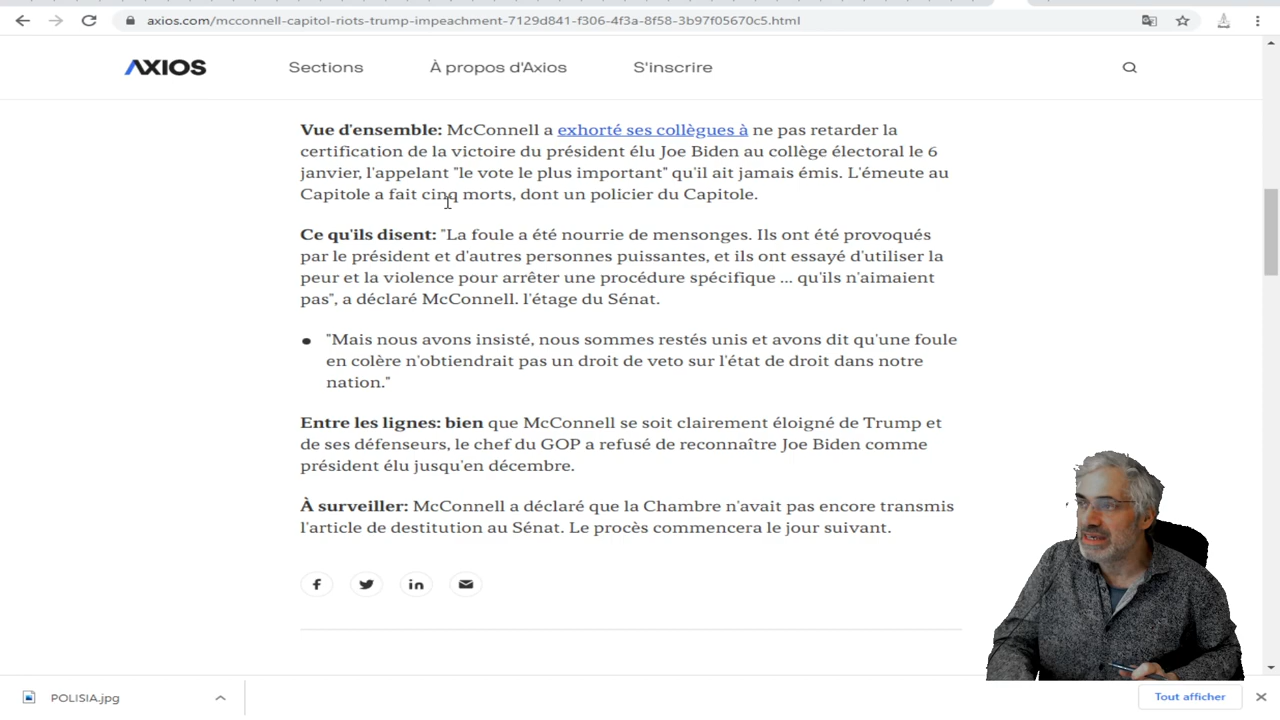 axios.com/mcconnell-capitol-riots-trump-impeachment-7129d841-f306-4f3a-8f58-3b97f05670c5.html
AXIOS
Sections
À propos d'Axios
S'inscrire
Vue d'ensemble: McConnell a exhorté ses collègues à ne pas retarder la
certification de la victoire du président élu Joe Biden au collège électoral le 6
janvier, l'appelant "le vote le plus important" qu'il ait jamais émis. L'émeute au
Capitole a fait cinq morts, dont un policier du Capitole.
Ce qu'ils disent: "La foule a été nourrie de mensonges. Ils ont été provoqués
par le président et d'autres personnes puissantes, et ils ont essayé d'utiliser la
peur et la violence pour arrêter une procédure spécifique ... qu'ils n'aimaient
pas", a déclaré McConnell. l'étage du Sénat.
"Mais nous avons insisté, nous sommes restés unis et avons dit qu'une foule
en colère n'obtiendrait pas un droit de veto sur l'état de droit dans notre
nation."
Entre les lignes: bien que McConnell se soit clairement éloigné de Trump et
de ses défenseurs, le chef du GOP a refusé de reconnaître Joe Biden comme
président élu jusqu'en décembre.
À surveiller: McConnell a déclaré que la Chambre n'avait pas encore transmis
l'article de destitution au Sénat. Le procès commencera le jour suivant.
POLISIA.jpg
Tout afficher